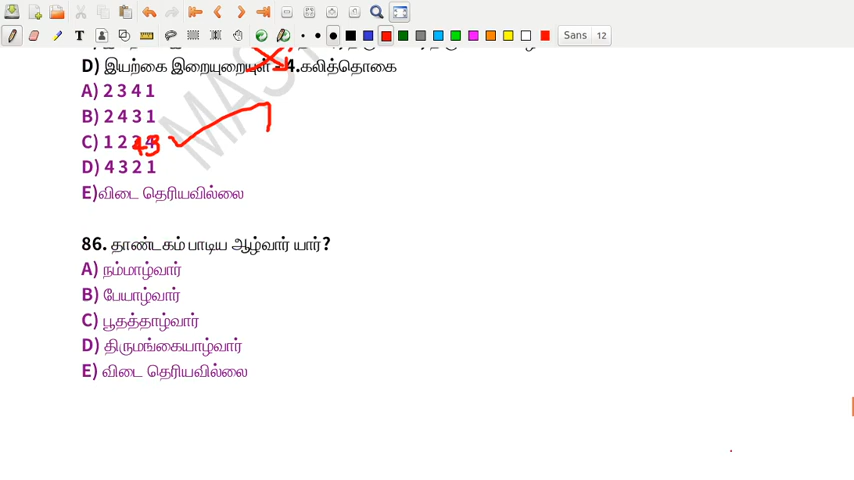 Sans 12
D) இயற்கை இறையுறையுள் - 4.கலித்தொகை
A) 2 3 4 1
B) 2 4 3 1
C) 1 2 3 4 43
D) 4 3 2 1
E)விடை தெரியவில்லை
86. தாண்டகம் பாடிய ஆழ்வார் யார்?
A) நம்மாழ்வார்
B) பேயாழ்வார்
C) பூதத்தாழ்வார்
D) திருமங்கையாழ்வார்
E) விடை தெரியவில்லை